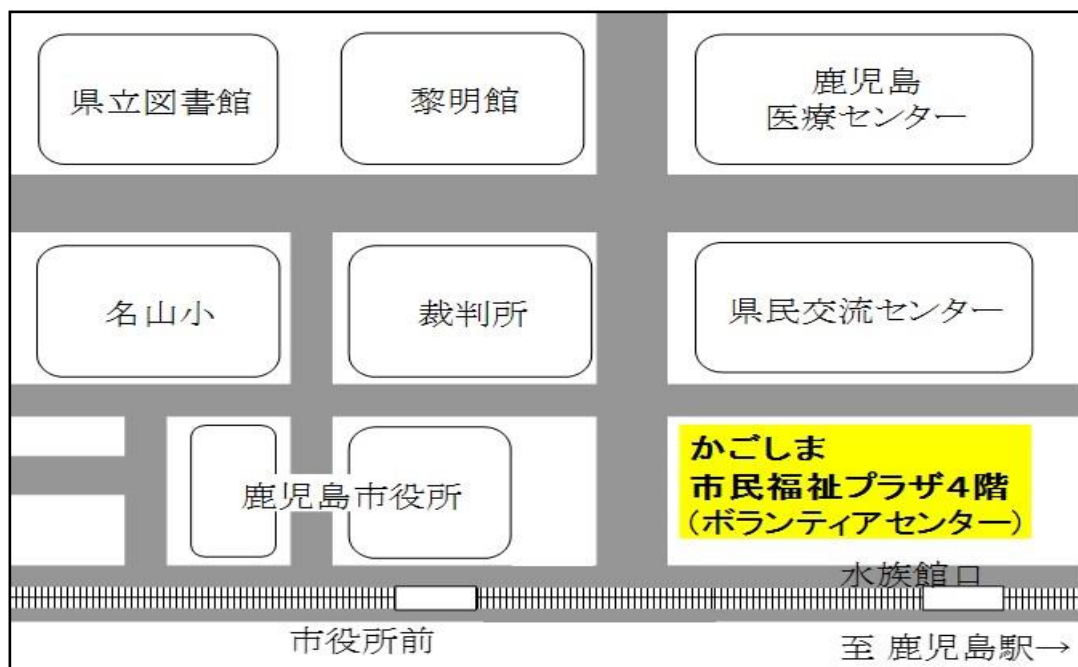 県立図書館
黎明館
鹿児島
医療センター
名山小
裁判所
県民交流センター
鹿児島市役所
かごしま
市民福祉プラザ4階
(ボランティアセンター)
水族館口
市役所前
至 鹿児島駅→